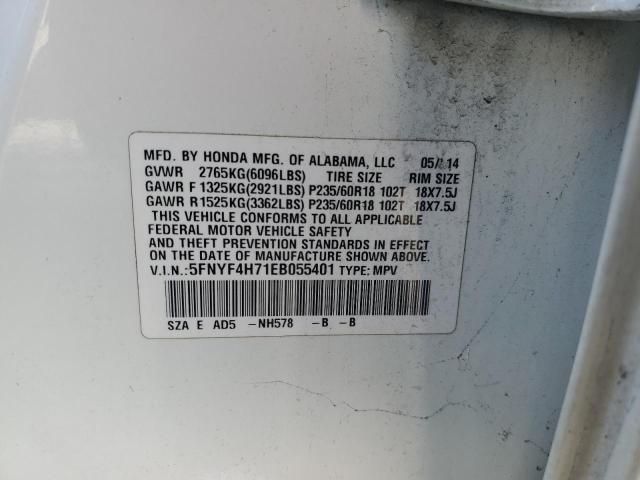 MFD. BY HONDA MFG. OF ALABAMA, LLC 05/14
GVWR 2765KG(6096LBS) TIRE SIZE RIM SIZE
GAWR F 1325KG(2921LBS) P235/60R18 102T 18X7.5J
GAWR R1525KG(3362LBS) P235/60R18 102T 18X7.5J
THIS VEHICLE CONFORMS TO ALL APPLICABLE
FEDERAL MOTOR VEHICLE SAFETY
AND THEFT PREVENTION STANDARDS IN EFFECT
ON THE DATE OF MANUFACTURE SHOWN ABOVE.
V.I.N.:5FNYF4H71EB055401 TYPE: MPV
SZA E AD5 -NH578 -B -B